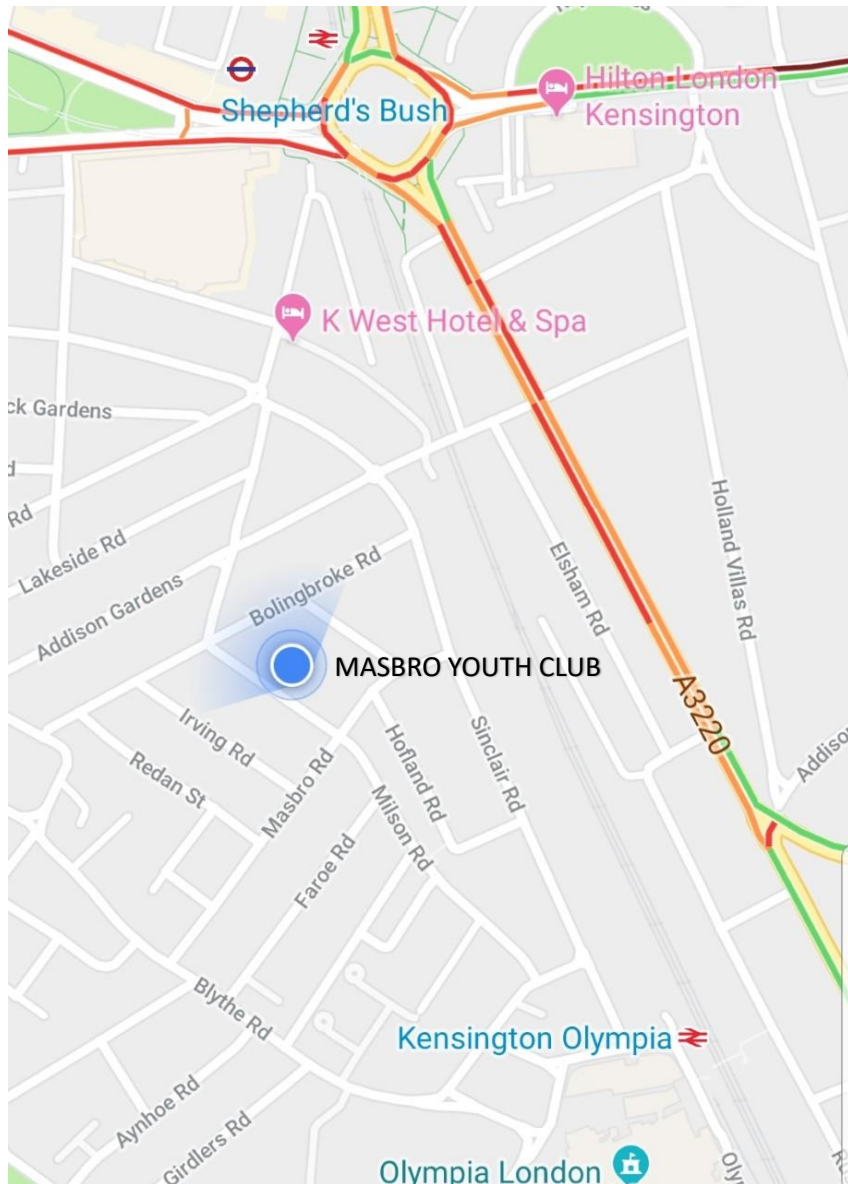 Shepherd's Bush
Hilton London
Kensington
K West Hotel & Spa
ck Gardens
Rd
Lakeside Rd
Addison Gardens
Bolingbroke Rd
Holland Villas Rd
Elsham Rd
MASBRO YOUTH CLUB
A3220
Irving Rd
Redan St
Masbro Rd
Hofland Rd
Sinclair Rd
Addison
Milson Rd
Faroe Rd
Blythe Rd
Kensington Olympia
Aynhoe Rd
Girdlers Rd
Olympia London
Oly